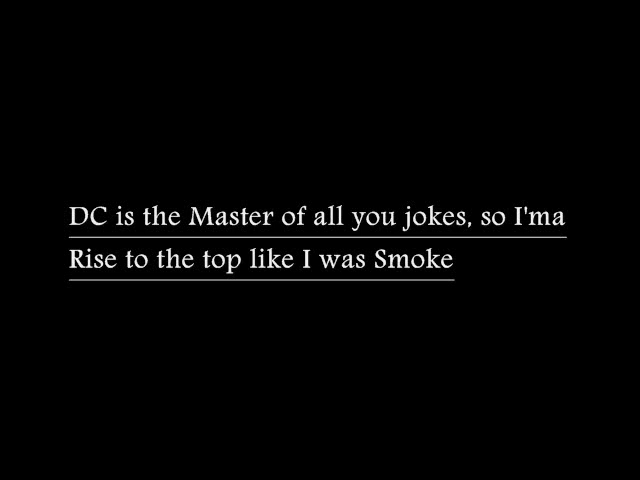 DC is the Master of all you jokes, so I'ma
Rise to the top like I was Smoke